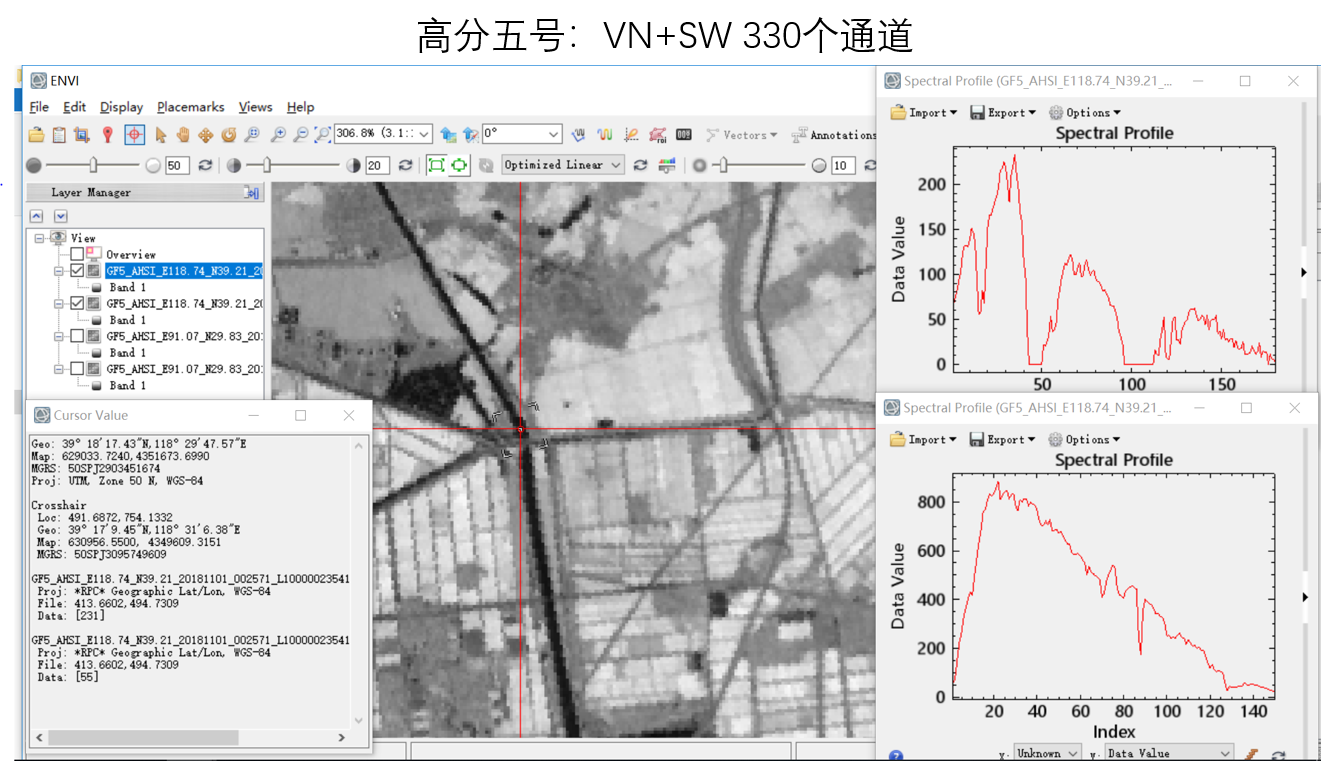 高分五号：VN+SW 330个通道
ENVI
File Edit Display Placemarks Views Help
306.8% (3.1:: 0° Vectors Annotations
50 20 Optimized Linear 10
Layer Manager
View
Overview
GF5_AHSI_E118.74_N39.21_20
Band 1
GF5_AHSI_E118.74_N39.21_20
Band 1
GF5_AHSI_E91.07_N29.83_20:
Band 1
GF5_AHSI_E91.07_N29.83_20:
Band 1
Cursor Value
Geo: 39° 18'17.43"N,118° 29'47.57"E
Map: 629033.7240,4351673.6990
MGRS: 50SPJ2903451674
Proj: UTM, Zone 50 N, WGS-84
Crosshair
Loc: 491.6872,754.1332
Geo: 39° 17'9.45"N,118° 31'6.38"E
Map: 630956.5500, 4349609.3151
MGRS: 50SPJ3095749609
GF5_AHSI_E118.74_N39.21_20181101_002571_L10000023541
Proj: *RPC* Geographic Lat/Lon, WGS-84
File: 413.6602,494.7309
Data: [231]
GF5_AHSI_E118.74_N39.21_20181101_002571_L10000023541
Proj: *RPC* Geographic Lat/Lon, WGS-84
File: 413.6602,494.7309
Data: [55]
Spectral Profile (GF5_AHSI_E118.74_N39.21_...
Import Export Options
Spectral Profile
Data Value
200
150
100
50
0
50 100 150
Spectral Profile (GF5_AHSI_E118.74_N39.21_...
Import Export Options
Spectral Profile
Data Value
800
600
400
200
0
20 40 60 80 100 120 140
Index
Unknown Data Value